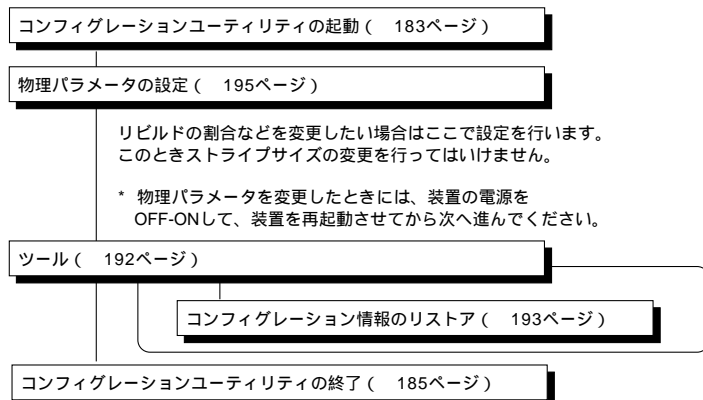 コンフィグレーションユーティリティの起動（　183ページ）
物理パラメータの設定（　195ページ）
リビルドの割合などを変更したい場合はここで設定を行います。
このときストライプサイズの変更を行ってはいけません。
* 物理パラメータを変更したときには、装置の電源を
OFF-ONして、装置を再起動させてから次へ進んでください。
ツール（　192ページ）
コンフィグレーション情報のリストア（　193ページ）
コンフィグレーションユーティリティの終了（　185ページ）